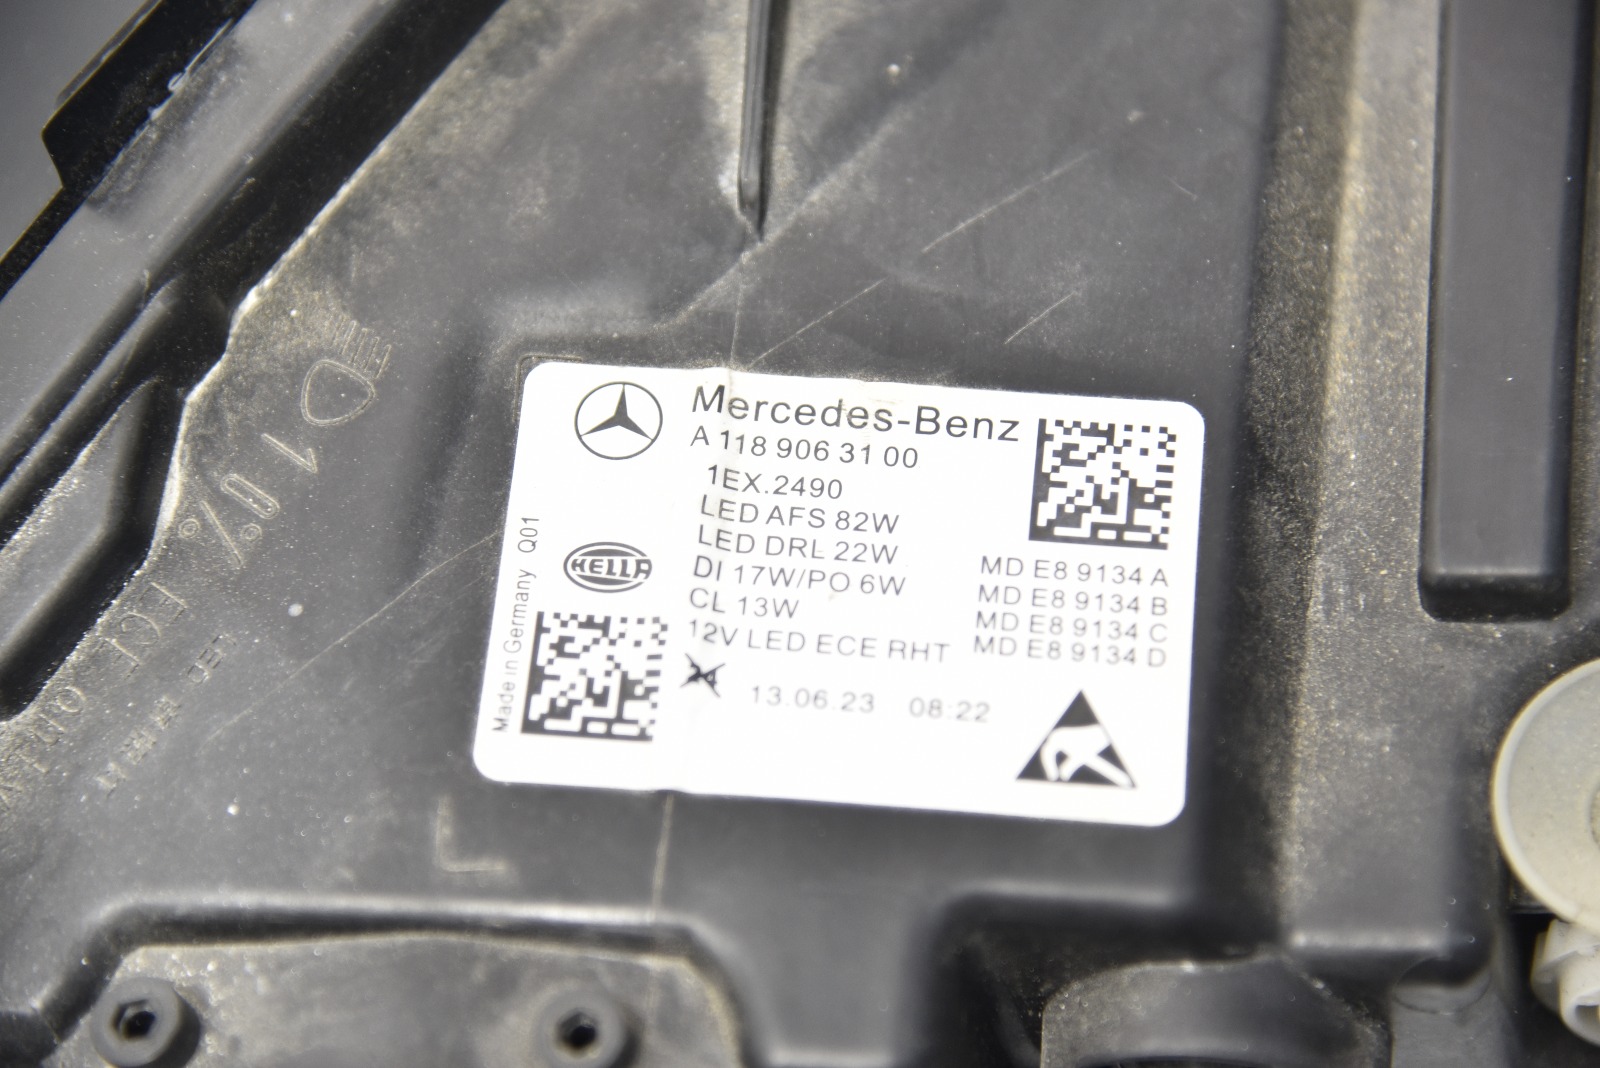 Mercedes-Benz
A 118 906 31 00
1EX.2490
LED AFS 82W
LED DRL 22W
DI 17W/PO 6W
CL 13W
12V LED ECE RHT
13.06.23 08:22
MD E8 9134 A
MD E8 9134 B
MD E8 9134 C
MD E8 9134 D
HELLA
Made in Germany Q01
10%
ECE